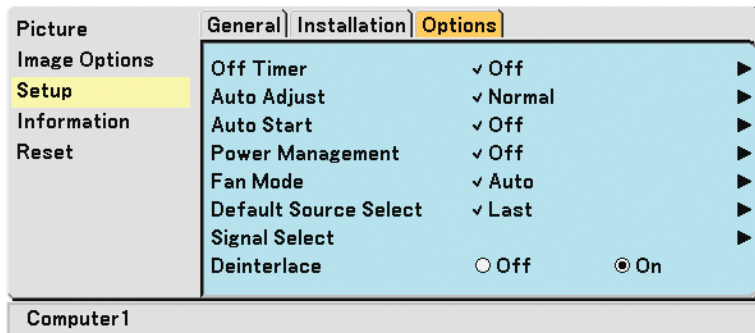 Picture
Image Options
Setup
Information
Reset
General Installation Options
Off Timer ✓ Off
Auto Adjust ✓ Normal
Auto Start ✓ Off
Power Management ✓ Off
Fan Mode ✓ Auto
Default Source Select ✓ Last
Signal Select
Deinterlace Off On
Computer1